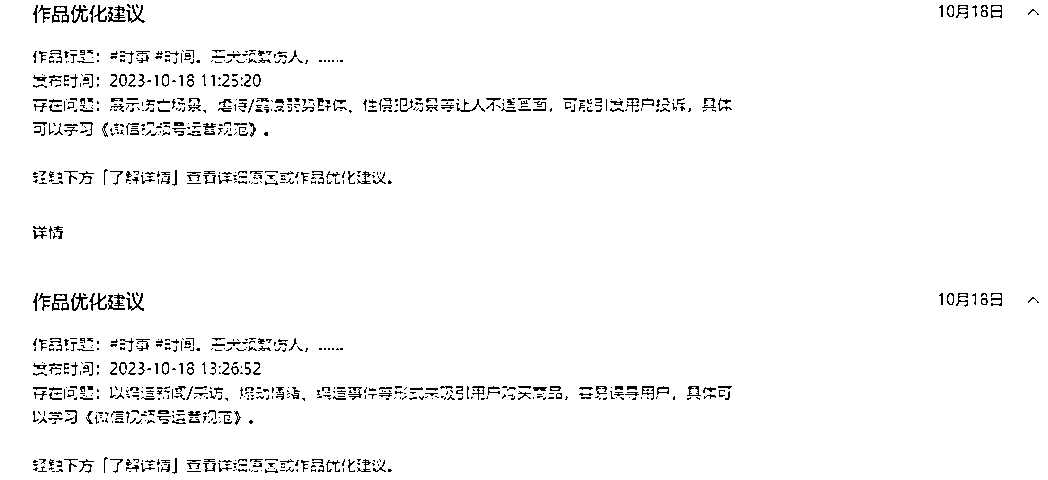 作品优化建议
10月18日
作品标题：#时事 #时间。恶犬频繁伤人，......
发布时间：2023-10-18 11:25:20
存在问题：展示伤亡场景、虐待/霸凌弱势群体、性侵犯场景等让人不适画面，可能引发用户投诉，具体
可以学习《微信视频号运营规范》。
轻触下方「了解详情」查看详细原因或作品优化建议。
详情
作品优化建议
10月18日
作品标题：#时事 #时间。恶犬频繁伤人，......
发布时间：2023-10-18 13:26:52
存在问题：以编造新闻/采访、煽动情绪、编造事件等形式来吸引用户购买商品，容易误导用户，具体可
以学习《微信视频号运营规范》。
轻触下方「了解详情」查看详细原因或作品优化建议。